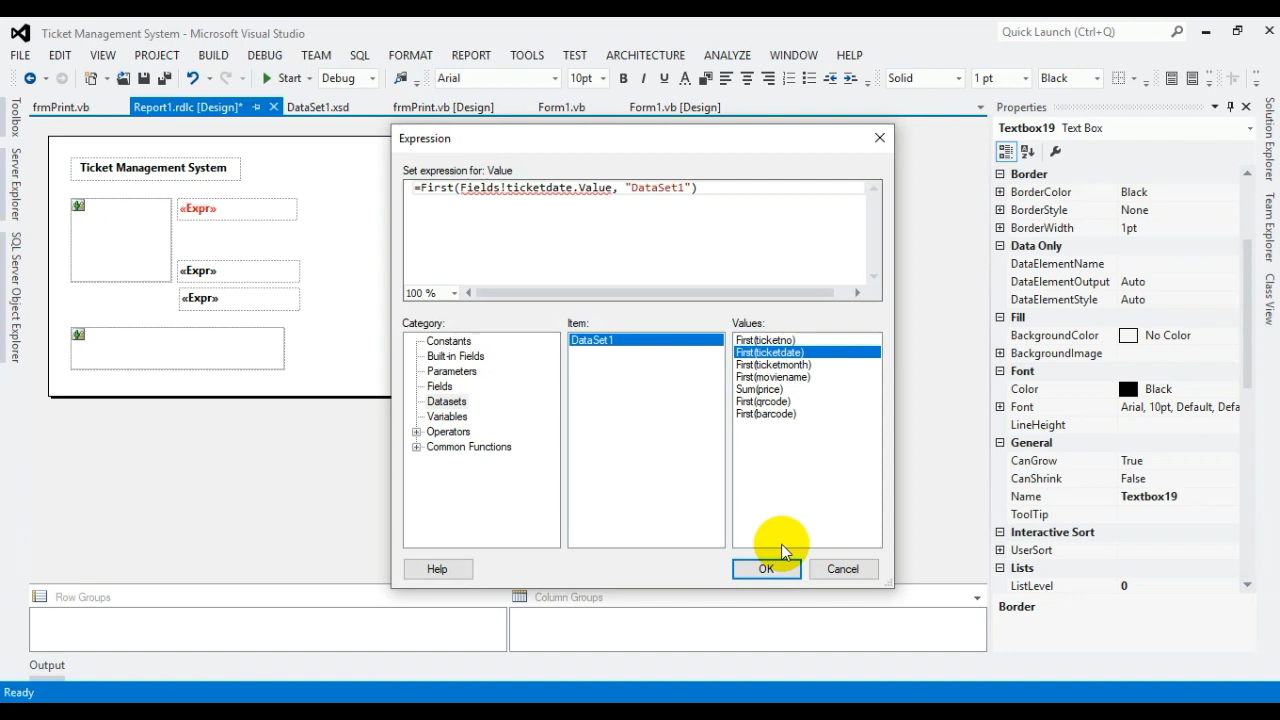 Ticket Management System - Microsoft Visual Studio
Quick Launch (Ctrl+Q)
FILE EDIT VIEW PROJECT BUILD DEBUG TEAM SQL FORMAT REPORT TOOLS TEST ARCHITECTURE ANALYZE WINDOW HELP
Start Debug Arial 10pt B I U A Solid 1 pt Black
frmPrint.vb Report1.rdlc [Design]* DataSet1.xsd frmPrint.vb [Design] Form1.vb Form1.vb [Design]
Toolbox
Server Explorer
SQL Server Object Explorer
Ticket Management System
«Expr»
«Expr»
«Expr»
Expression
Set expression for: Value
=First(Fields!ticketdate.Value, "DataSet1")
100 %
Category:
Constants
Built-in Fields
Parameters
Fields
Datasets
Variables
Operators
Common Functions
Item:
DataSet1
Values:
First(ticketno)
First(ticketdate)
First(ticketmonth)
First(moviename)
Sum(price)
First(qrcode)
First(barcode)
Help
OK
Cancel
Row Groups
Column Groups
Output
Ready
Properties
Textbox19 Text Box
Border
BorderColor Black
BorderStyle None
BorderWidth 1pt
Data Only
DataElementName
DataElementOutput Auto
DataElementStyle Auto
Fill
BackgroundColor No Color
BackgroundImage
Font
Color Black
Font Arial, 10pt, Default, Defa
LineHeight
General
CanGrow True
CanShrink False
Name Textbox19
ToolTip
Interactive Sort
UserSort
Lists
ListLevel 0
Border
Solution Explorer
Team Explorer
Class View